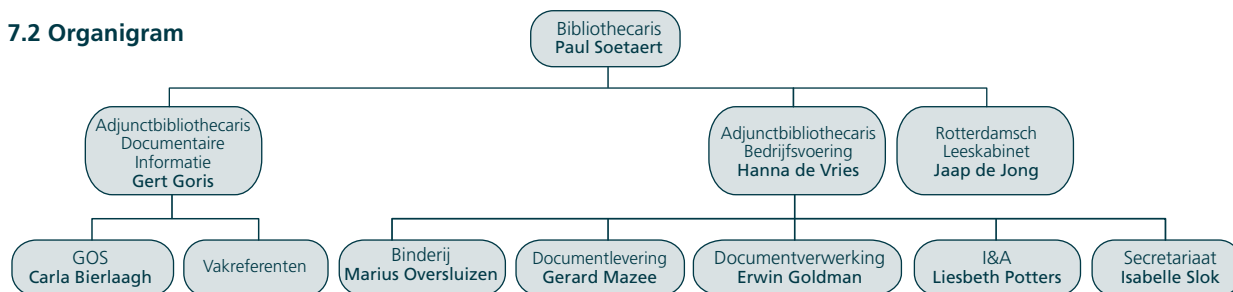 7.2 Organigram
Bibliothecaris
Paul Soetaert
Adjunctbibliothecaris
Documentaire
Informatie
Gert Goris
Adjunctbibliothecaris
Bedrijfsvoering
Hanna de Vries
Rotterdamsch
Leeskabinet
Jaap de Jong
GOS
Carla Bierlaagh
Vakreferenten
Binderij
Marius Oversluizen
Documentlevering
Gerard Mazee
Documentverwerking
Erwin Goldman
I&A
Liesbeth Potters
Secretariaat
Isabelle Slok